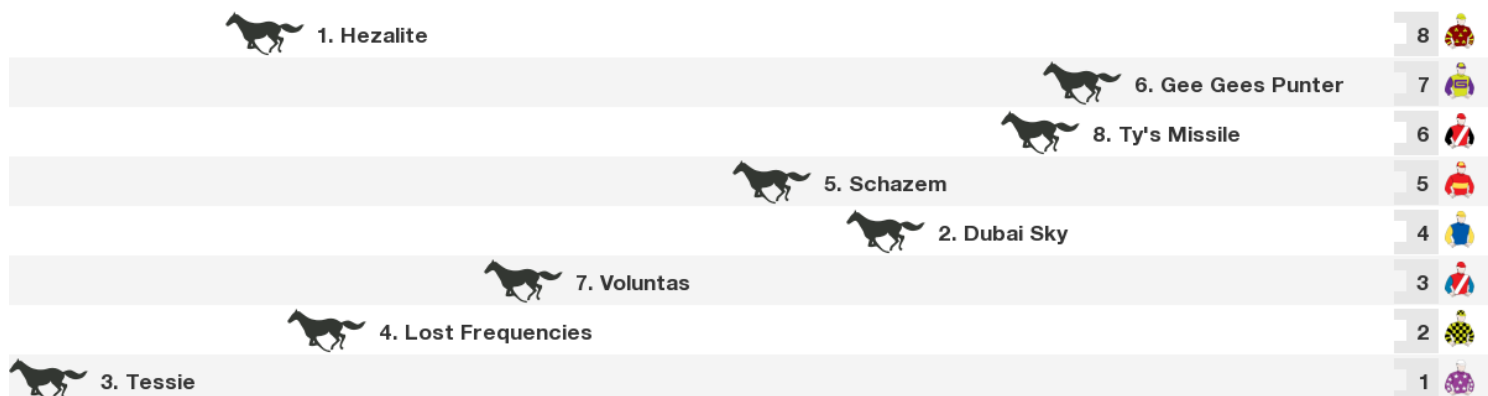 1. Hezalite 8
6. Gee Gees Punter 7
8. Ty's Missile 6
5. Schazem 5
2. Dubai Sky 4
7. Voluntas 3
4. Lost Frequencies 2
3. Tessie 1